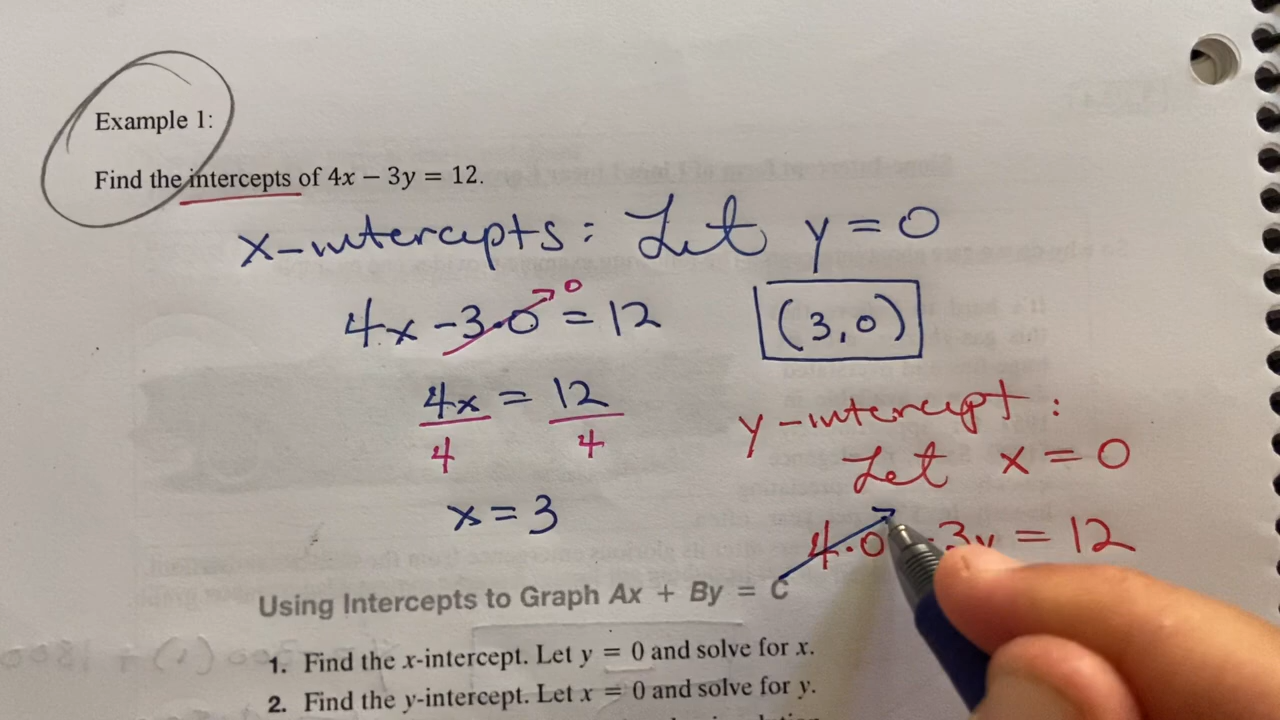 Example 1:
Find the intercepts of 4x − 3y = 12.
x-intercepts: Let y = 0
4x - 3·0 = 12
0
(3,0)
4x = 12
4 4
x = 3
y-intercept:
Let x = 0
4·0 - 3y = 12
Using Intercepts to Graph Ax + By = C
1. Find the x-intercept. Let y = 0 and solve for x.
2. Find the y-intercept. Let x = 0 and solve for y.